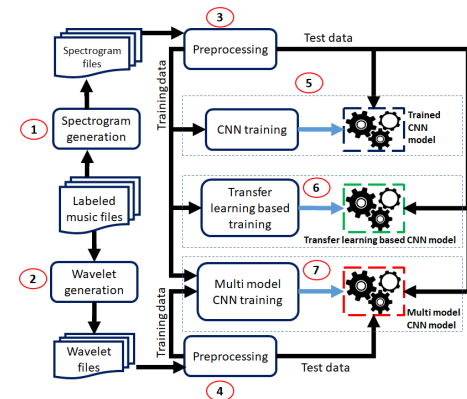 3
Spectrogram
files
Preprocessing
Test data
Training data
5
1
Spectrogram
generation
CNN training
Trained
CNN
model
6
Labeled
music files
Transfer
learning based
training
Transfer learning based CNN model
2
Wavelet
generation
7
Multi model
CNN training
Training data
Multi model
CNN model
Wavelet
files
Preprocessing
Test data
4